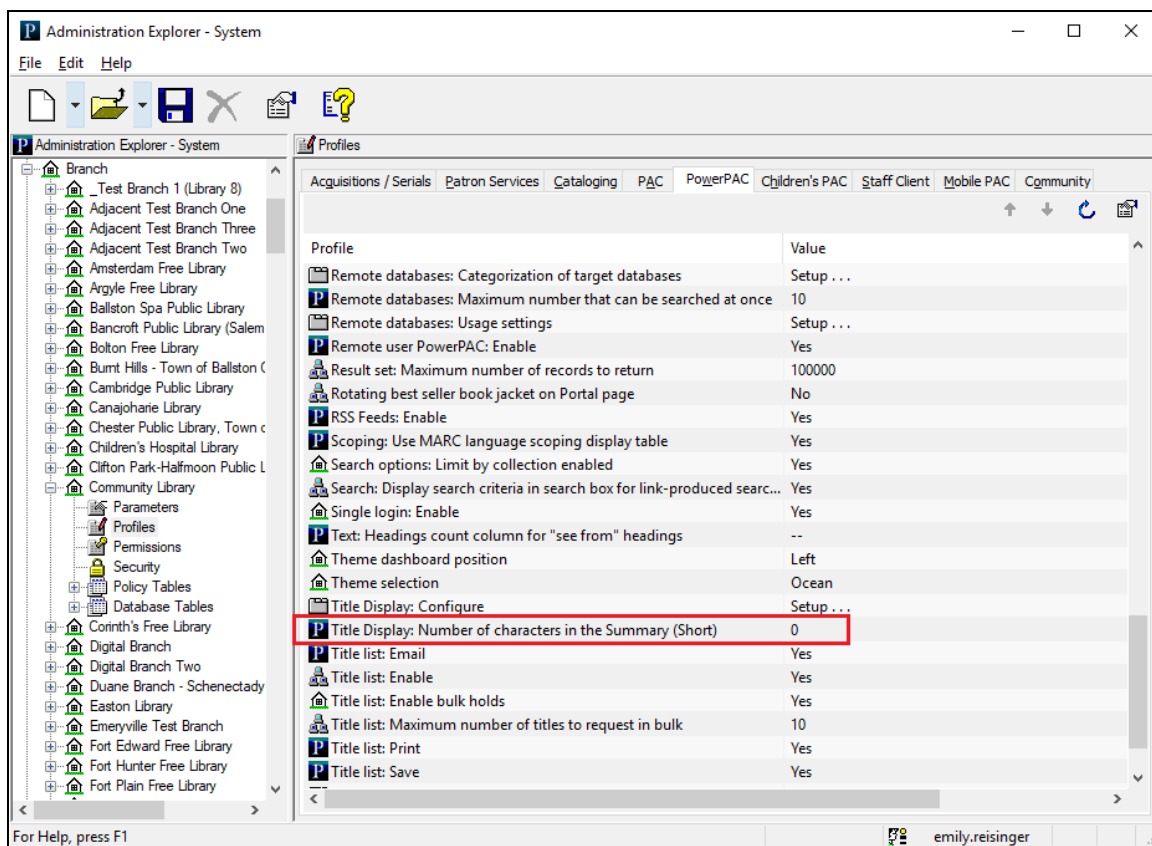 Administration Explorer - System
File Edit Help
Administration Explorer - System
Profiles
Branch
_Test Branch 1 (Library 8)
Adjacent Test Branch One
Adjacent Test Branch Three
Adjacent Test Branch Two
Amsterdam Free Library
Argyle Free Library
Ballston Spa Public Library
Bancroft Public Library (Salem
Bolton Free Library
Burnt Hills - Town of Ballston C
Cambridge Public Library
Canajoharie Library
Chester Public Library, Town c
Children's Hospital Library
Clifton Park-Halfmoon Public L
Community Library
Parameters
Profiles
Permissions
Security
Policy Tables
Database Tables
Corinth's Free Library
Digital Branch
Digital Branch Two
Duane Branch - Schenectady
Easton Library
Emeryville Test Branch
Fort Edward Free Library
Fort Hunter Free Library
Fort Plain Free Library
Acquisitions / Serials Patron Services Cataloging PAC PowerPAC Children's PAC Staff Client Mobile PAC Community
Profile Value
Remote databases: Categorization of target databases Setup . . .
Remote databases: Maximum number that can be searched at once 10
Remote databases: Usage settings Setup . . .
Remote user PowerPAC: Enable Yes
Result set: Maximum number of records to return 100000
Rotating best seller book jacket on Portal page No
RSS Feeds: Enable Yes
Scoping: Use MARC language scoping display table Yes
Search options: Limit by collection enabled Yes
Search: Display search criteria in search box for link-produced searc... Yes
Single login: Enable Yes
Text: Headings count column for "see from" headings --
Theme dashboard position Left
Theme selection Ocean
Title Display: Configure Setup . . .
Title Display: Number of characters in the Summary (Short) 0
Title list: Email Yes
Title list: Enable Yes
Title list: Enable bulk holds Yes
Title list: Maximum number of titles to request in bulk 10
Title list: Print Yes
Title list: Save Yes
For Help, press F1 emily.reisinger